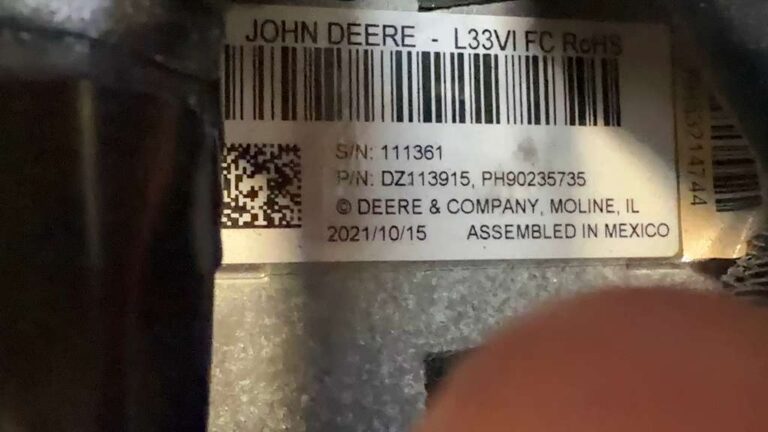 JOHN DEERE - L33VI FC RoHS
S/N: 111361
P/N: DZ113915, PH90235735
© DEERE & COMPANY, MOLINE, IL
2021/10/15 ASSEMBLED IN MEXICO